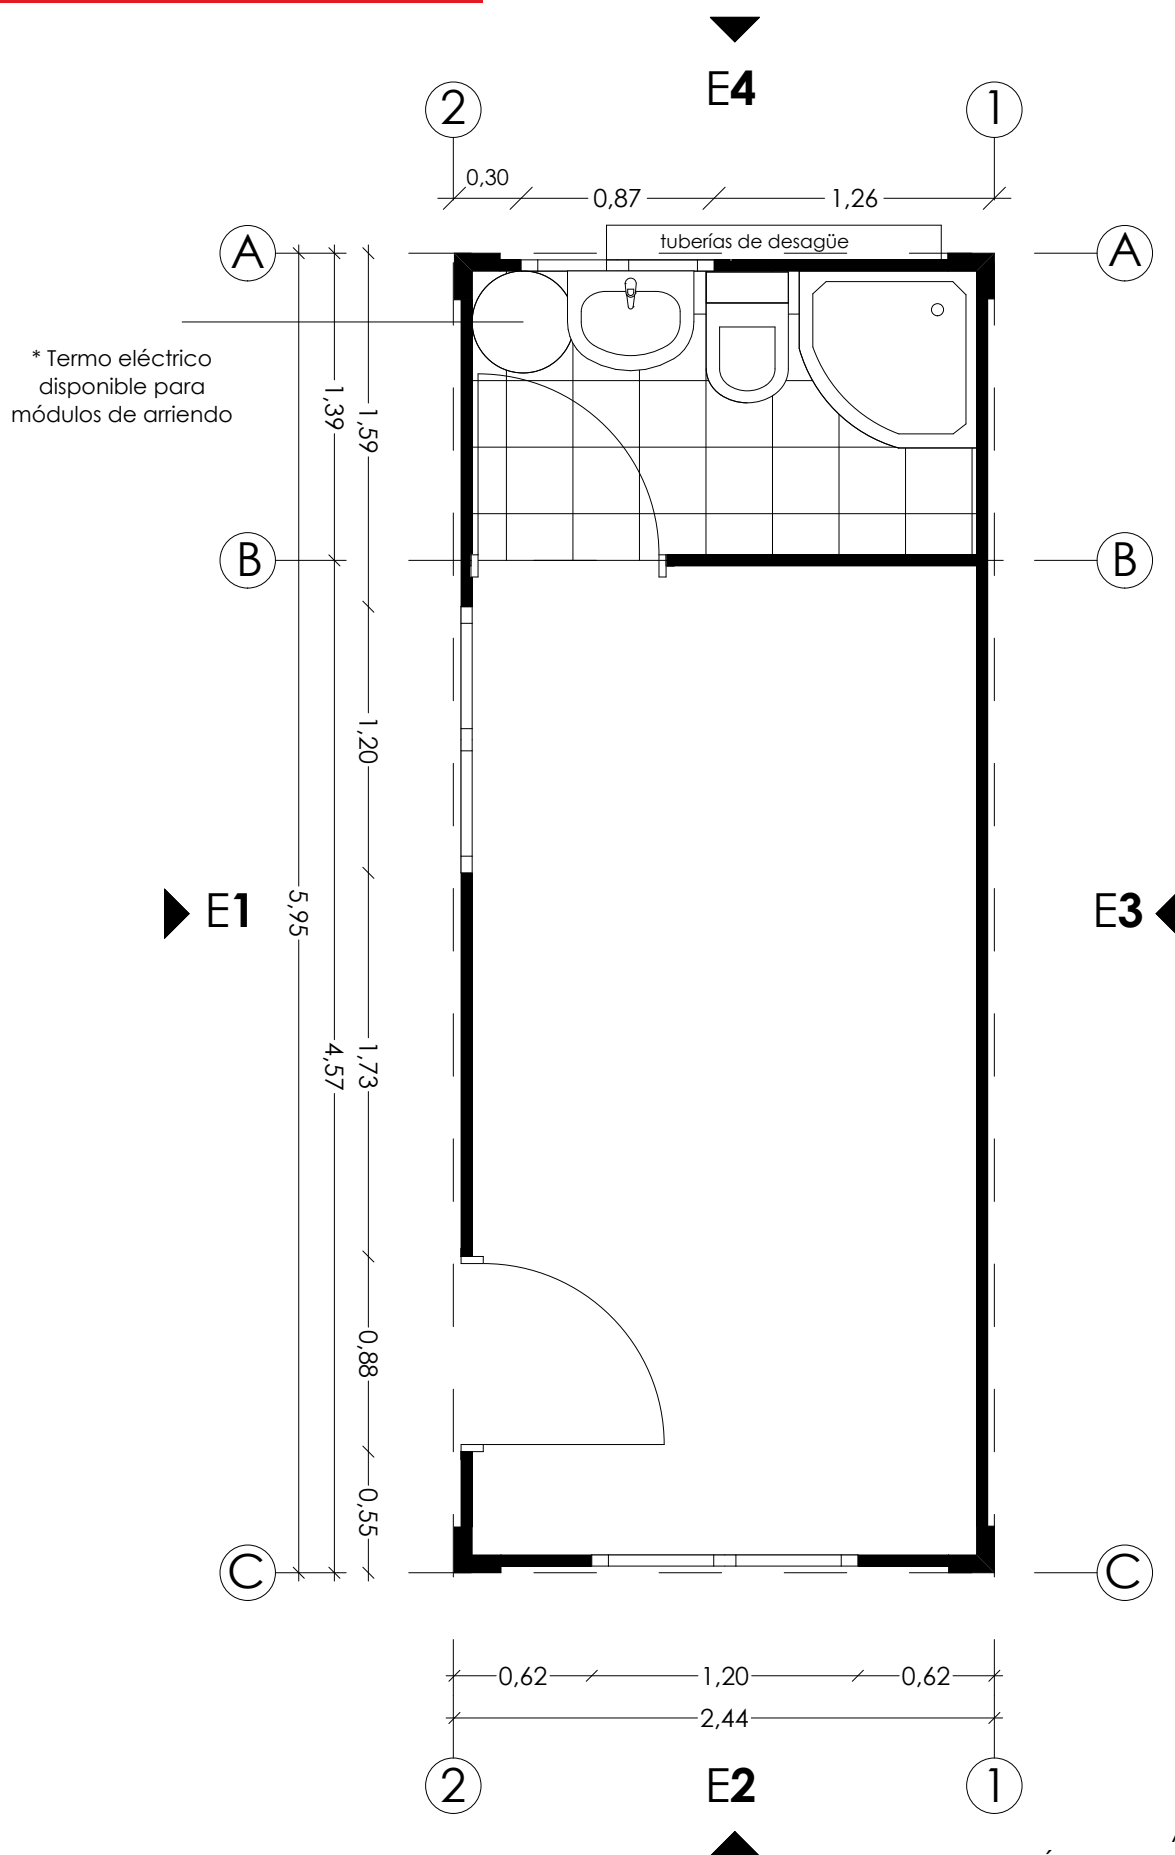 E4
2
1
0,30
0,87
1,26
A
tuberías de desagüe
A
* Termo eléctrico
disponible para
módulos de arriendo
1,39
1,59
B
B
1,20
E1
5,95
E3
4,57
1,73
0,88
0,55
C
C
0,62
1,20
0,62
2,44
2
E2
1